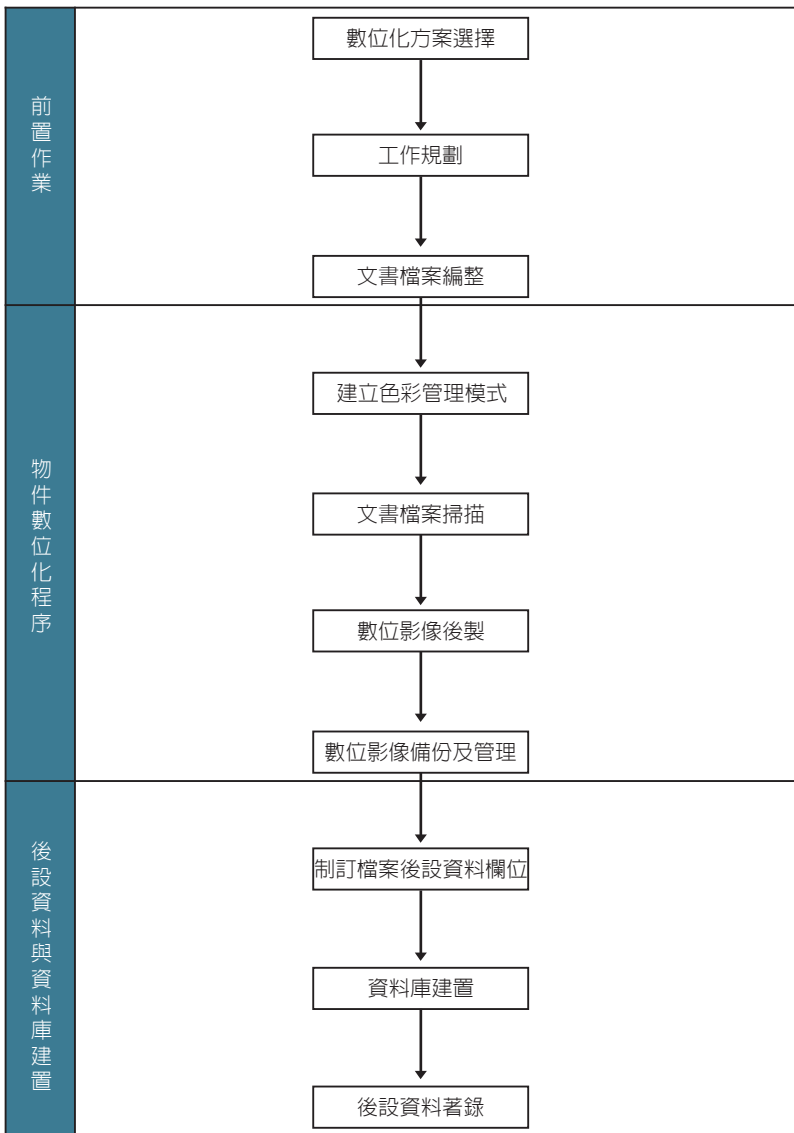 前置作業
數位化方案選擇
工作規劃
文書檔案編整
物件數位化程序
建立色彩管理模式
文書檔案掃描
數位影像後製
數位影像備份及管理
後設資料與資料庫建置
制訂檔案後設資料欄位
資料庫建置
後設資料著錄